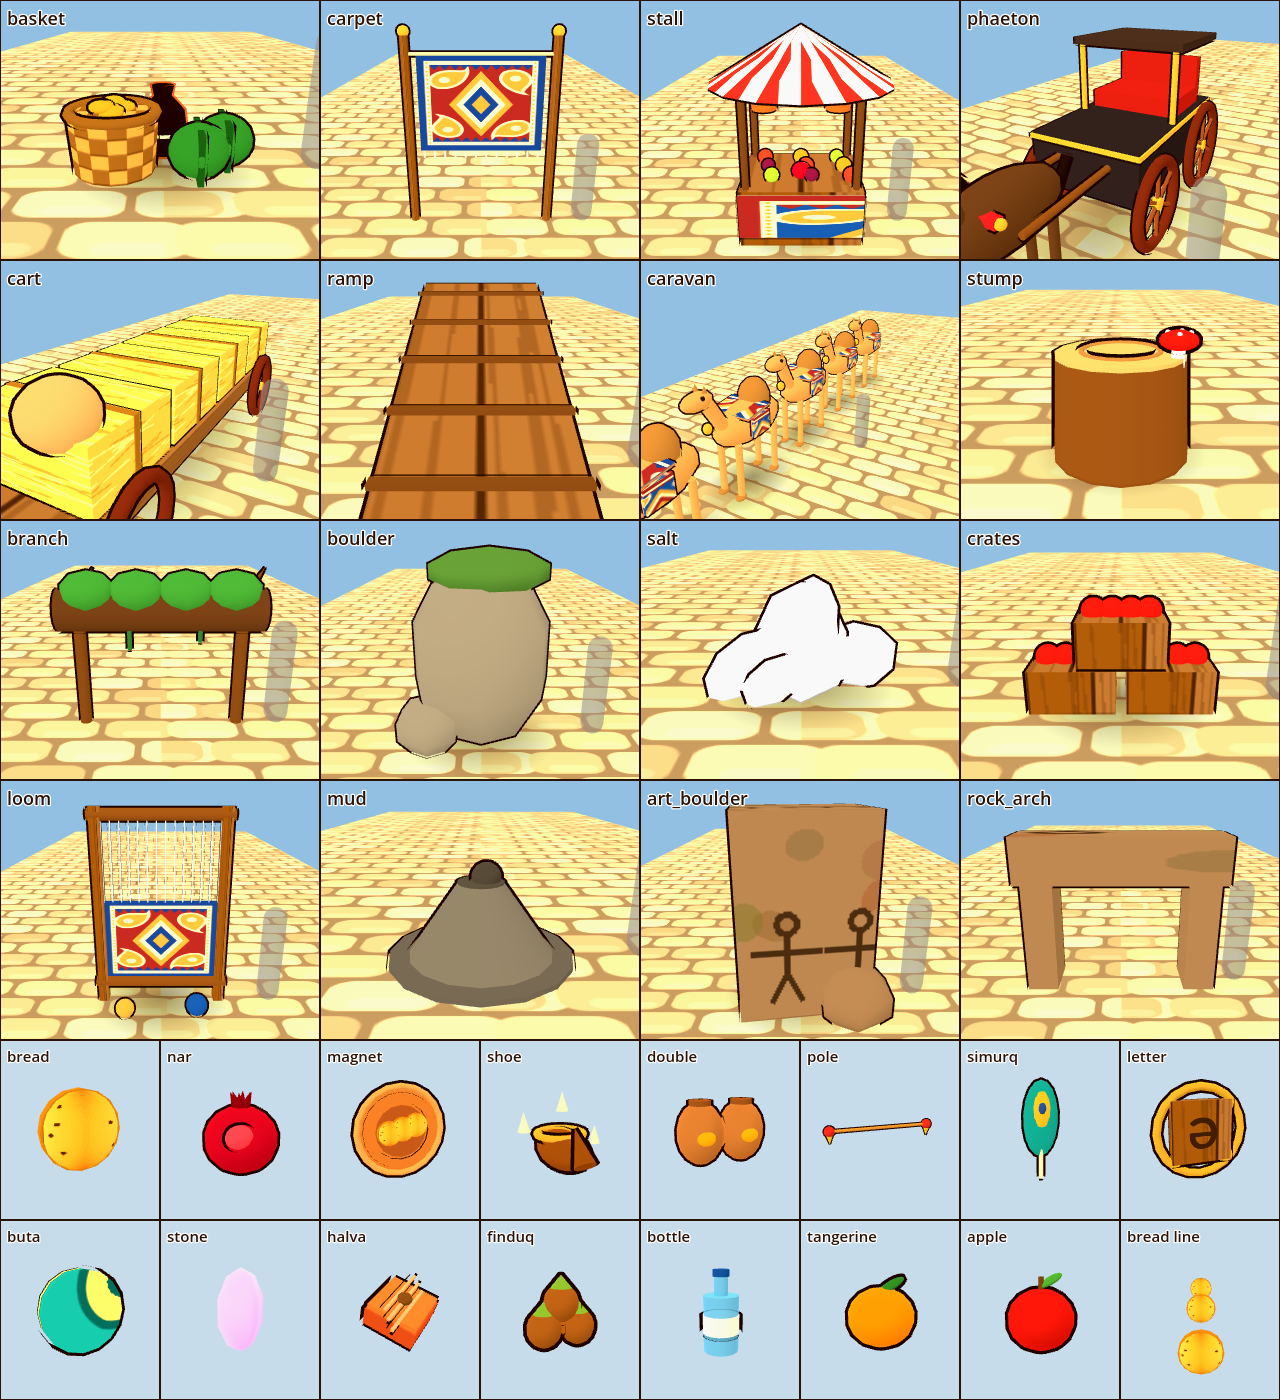 basket
carpet
stall
phaeton
cart
ramp
caravan
stump
branch
boulder
salt
crates
loom
mud
art_boulder
rock_arch
bread
nar
magnet
shoe
double
pole
simurq
letter
ə
buta
stone
halva
finduq
bottle
tangerine
apple
bread line